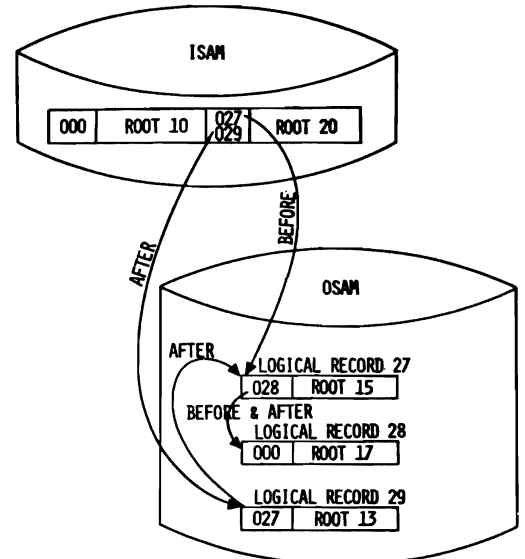 ISAM
000 ROOT 10 027 ROOT 20
029
BEFORE
AFTER
OSAM
AFTER
LOGICAL RECORD 27
028 ROOT 15
BEFORE & AFTER
LOGICAL RECORD 28
000 ROOT 17
LOGICAL RECORD 29
027 ROOT 13